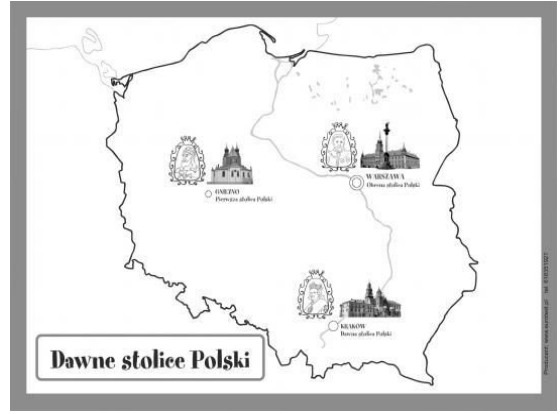 GNIEZNO
Pierwsza stolica Polski
WARSZAWA
Obecna stolica Polski
KRAKÓW
Dawna stolica Polski
Dawne stolice Polski